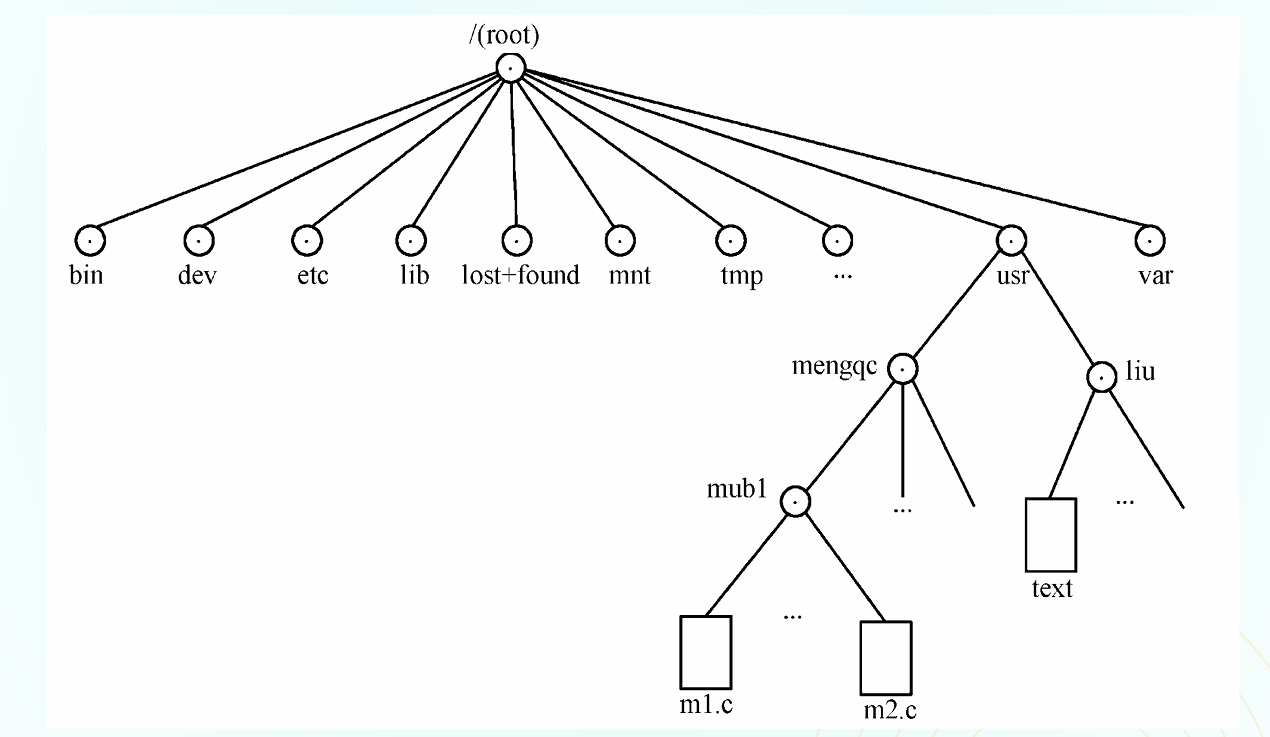 /(root)
bin dev etc lib lost+found mnt tmp ... usr var
mengqc liu
mub1
... ...
text
...
m1.c m2.c